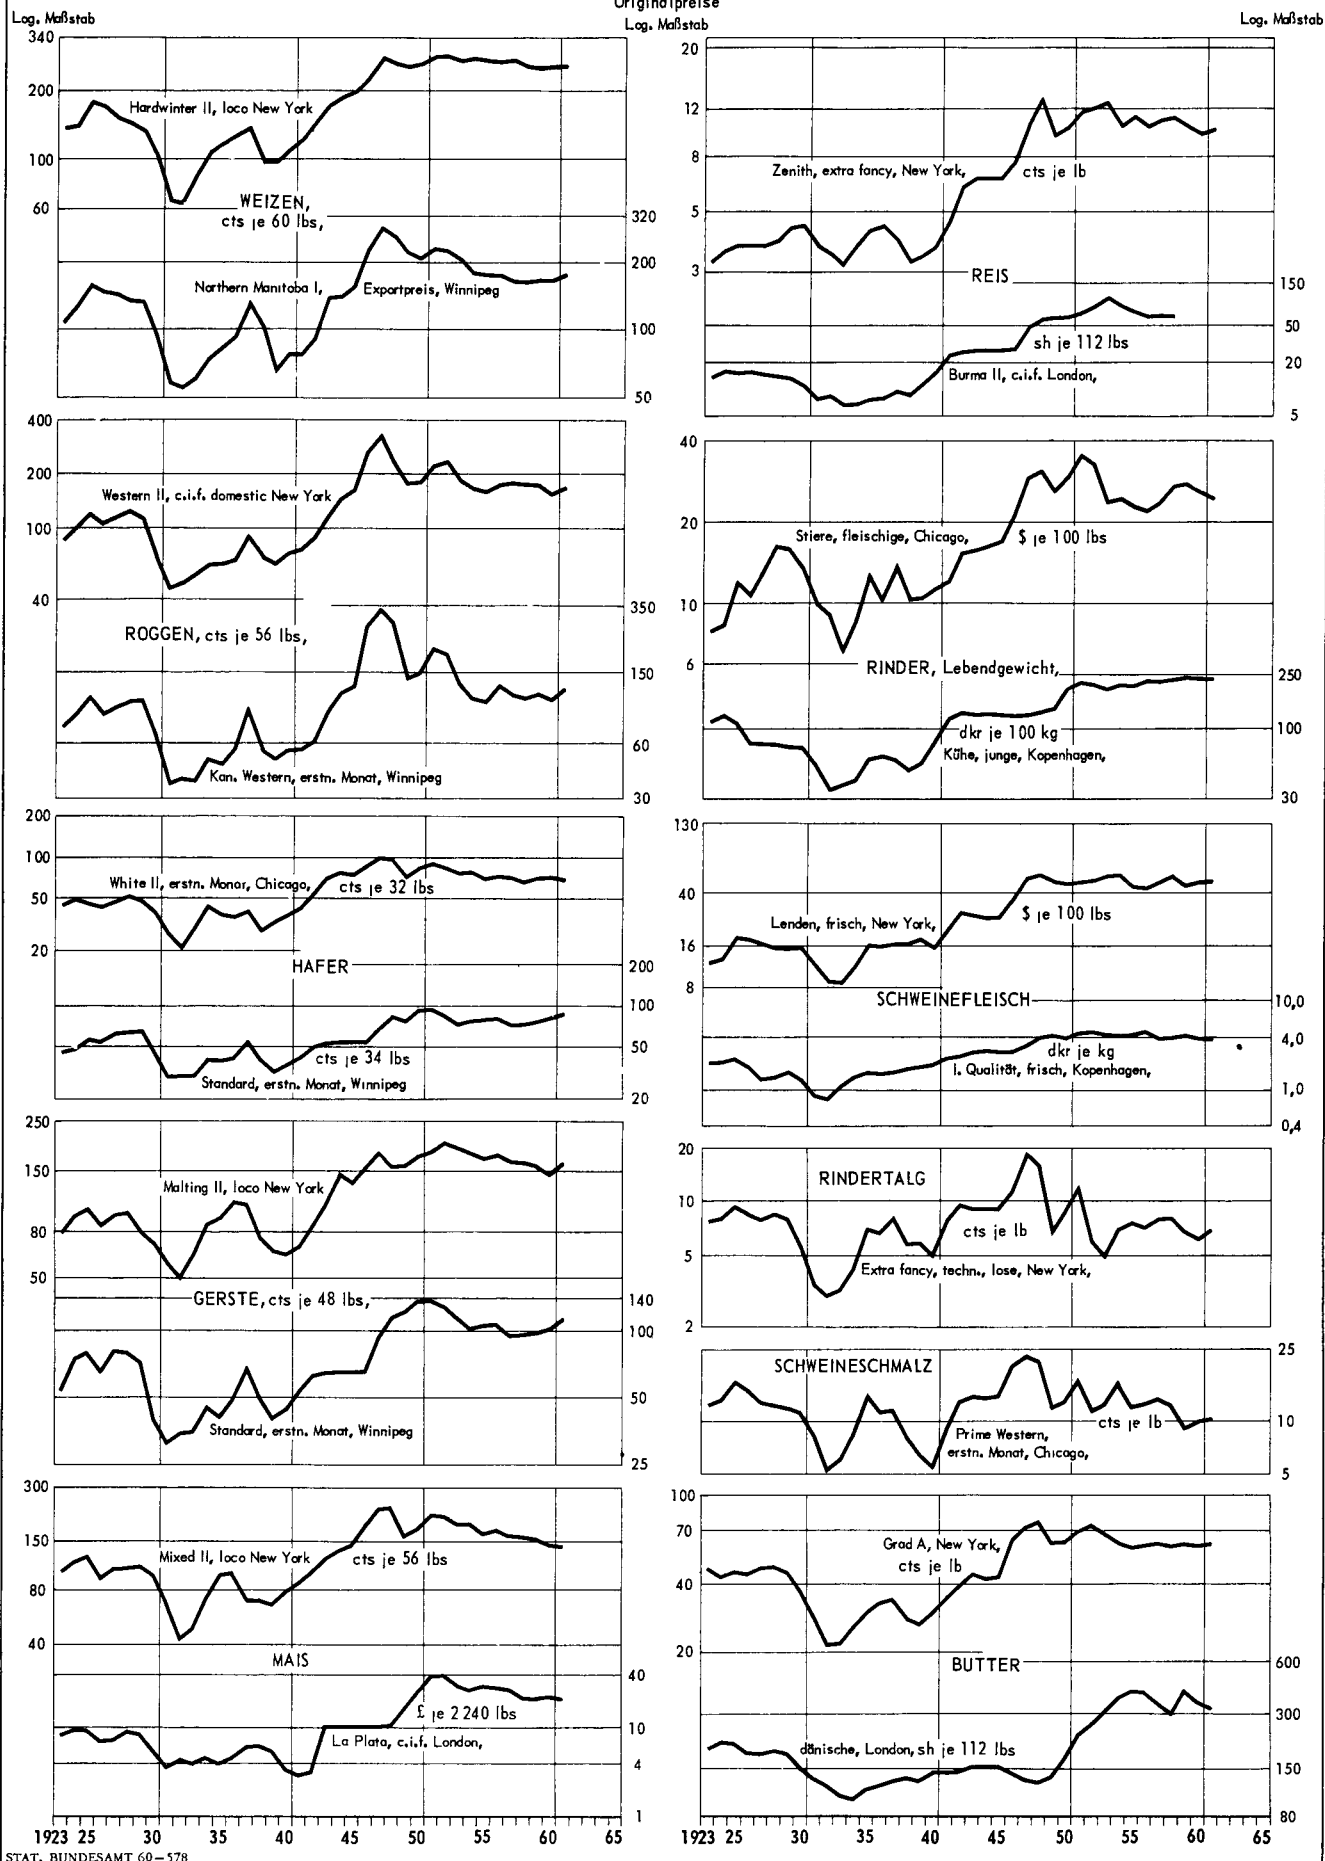 Originalpreise
Log. Maßstab
Log. Maßstab
Log. Maßstab
340
200
100
60
Hardwinter II, loco New York
WEIZEN,
cts je 60 lbs,
320
200
100
50
Northern Manitoba I, Exportpreis, Winnipeg
400
200
100
40
Western II, c.i.f. domestic New York
ROGGEN, cts je 56 lbs,
350
150
60
30
Kan. Western, erstn. Monat, Winnipeg
200
100
50
20
White II, erstn. Monat, Chicago, cts je 32 lbs
HAFER
200
100
50
20
cts je 34 lbs
Standard, erstn. Monat, Winnipeg
250
150
80
50
Malting II, loco New York
GERSTE, cts je 48 lbs,
140
100
50
25
Standard, erstn. Monat, Winnipeg
300
150
80
40
Mixed II, loco New York
cts je 56 lbs
MAIS
40
10
4
1
£ je 2 240 lbs
La Plata, c.i.f. London,
1923 25 30 35 40 45 50 55 60 65
STAT. BUNDESAMT 60–578
20
12
8
5
3
Zenith, extra fancy, New York, cts je lb
REIS
150
50
20
5
sh je 112 lbs
Burma II, c.i.f. London,
40
20
10
6
Stiere, fleischige, Chicago, $ je 100 lbs
RINDER, Lebendgewicht,
250
100
30
dkr je 100 kg
Kühe, junge, Kopenhagen,
130
40
16
8
Lenden, frisch, New York,
$ je 100 lbs
SCHWEINEFLEISCH
10,0
4,0
1,0
0,4
dkr je kg
I. Qualität, frisch, Kopenhagen,
20
10
5
2
RINDERTALG
cts je lb
Extra fancy, techn., lose, New York,
25
10
5
SCHWEINESCHMALZ
cts je lb
Prime Western,
erstn. Monat, Chicago,
100
70
40
20
Grad A, New York,
cts je lb
BUTTER
600
300
150
80
dänische, London, sh je 112 lbs
1923 25 30 35 40 45 50 55 60 65